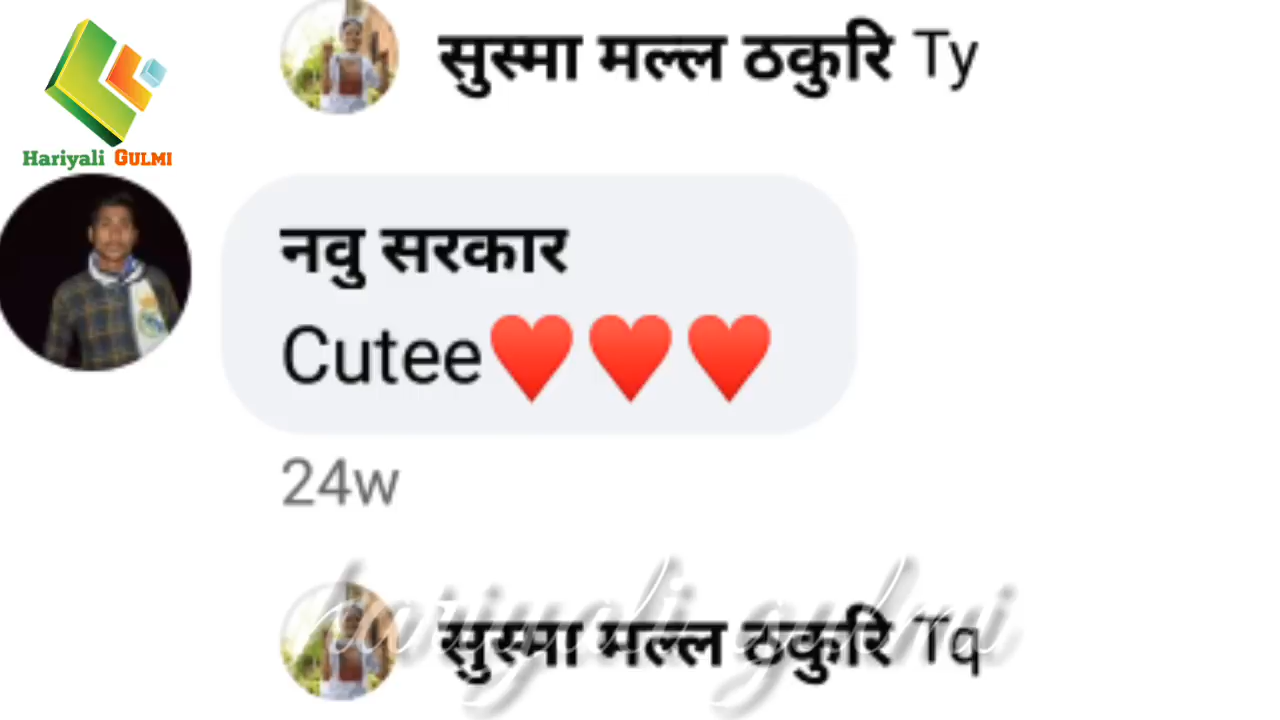 सुस्मा मल्ल ठकुरि Ty
Hariyali GULMI
नवु सरकार
Cutee♥️♥️♥️
24w
hariyali gulmi
सुस्मा मल्ल ठकुरि Tq